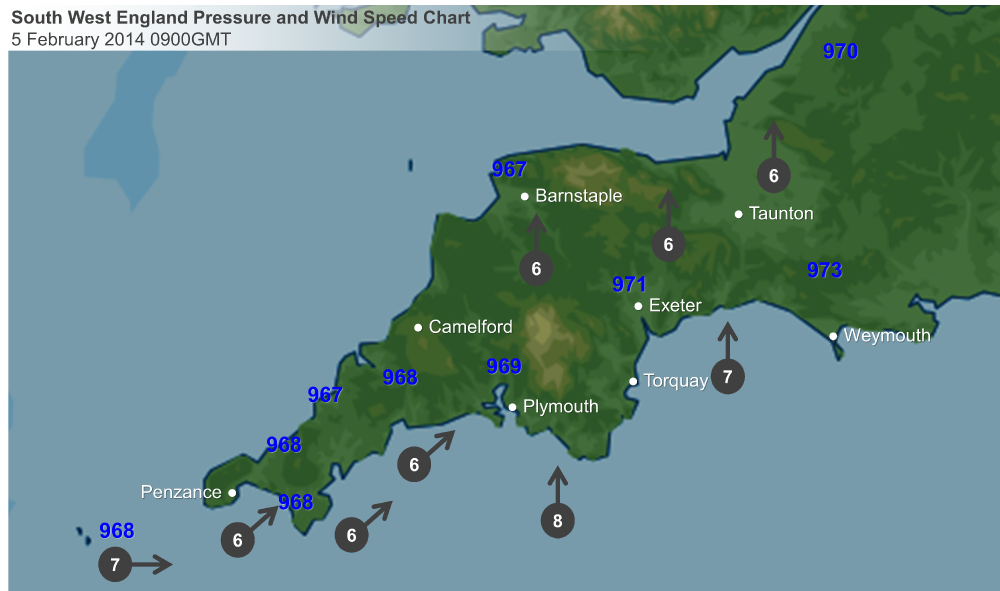 South West England Pressure and Wind Speed Chart
5 February 2014 0900GMT
970
967
6
Barnstaple
Taunton
6
6
973
971
Exeter
Camelford
Weymouth
969
968
Torquay
7
967
Plymouth
968
6
Penzance
968
8
968
6
6
7